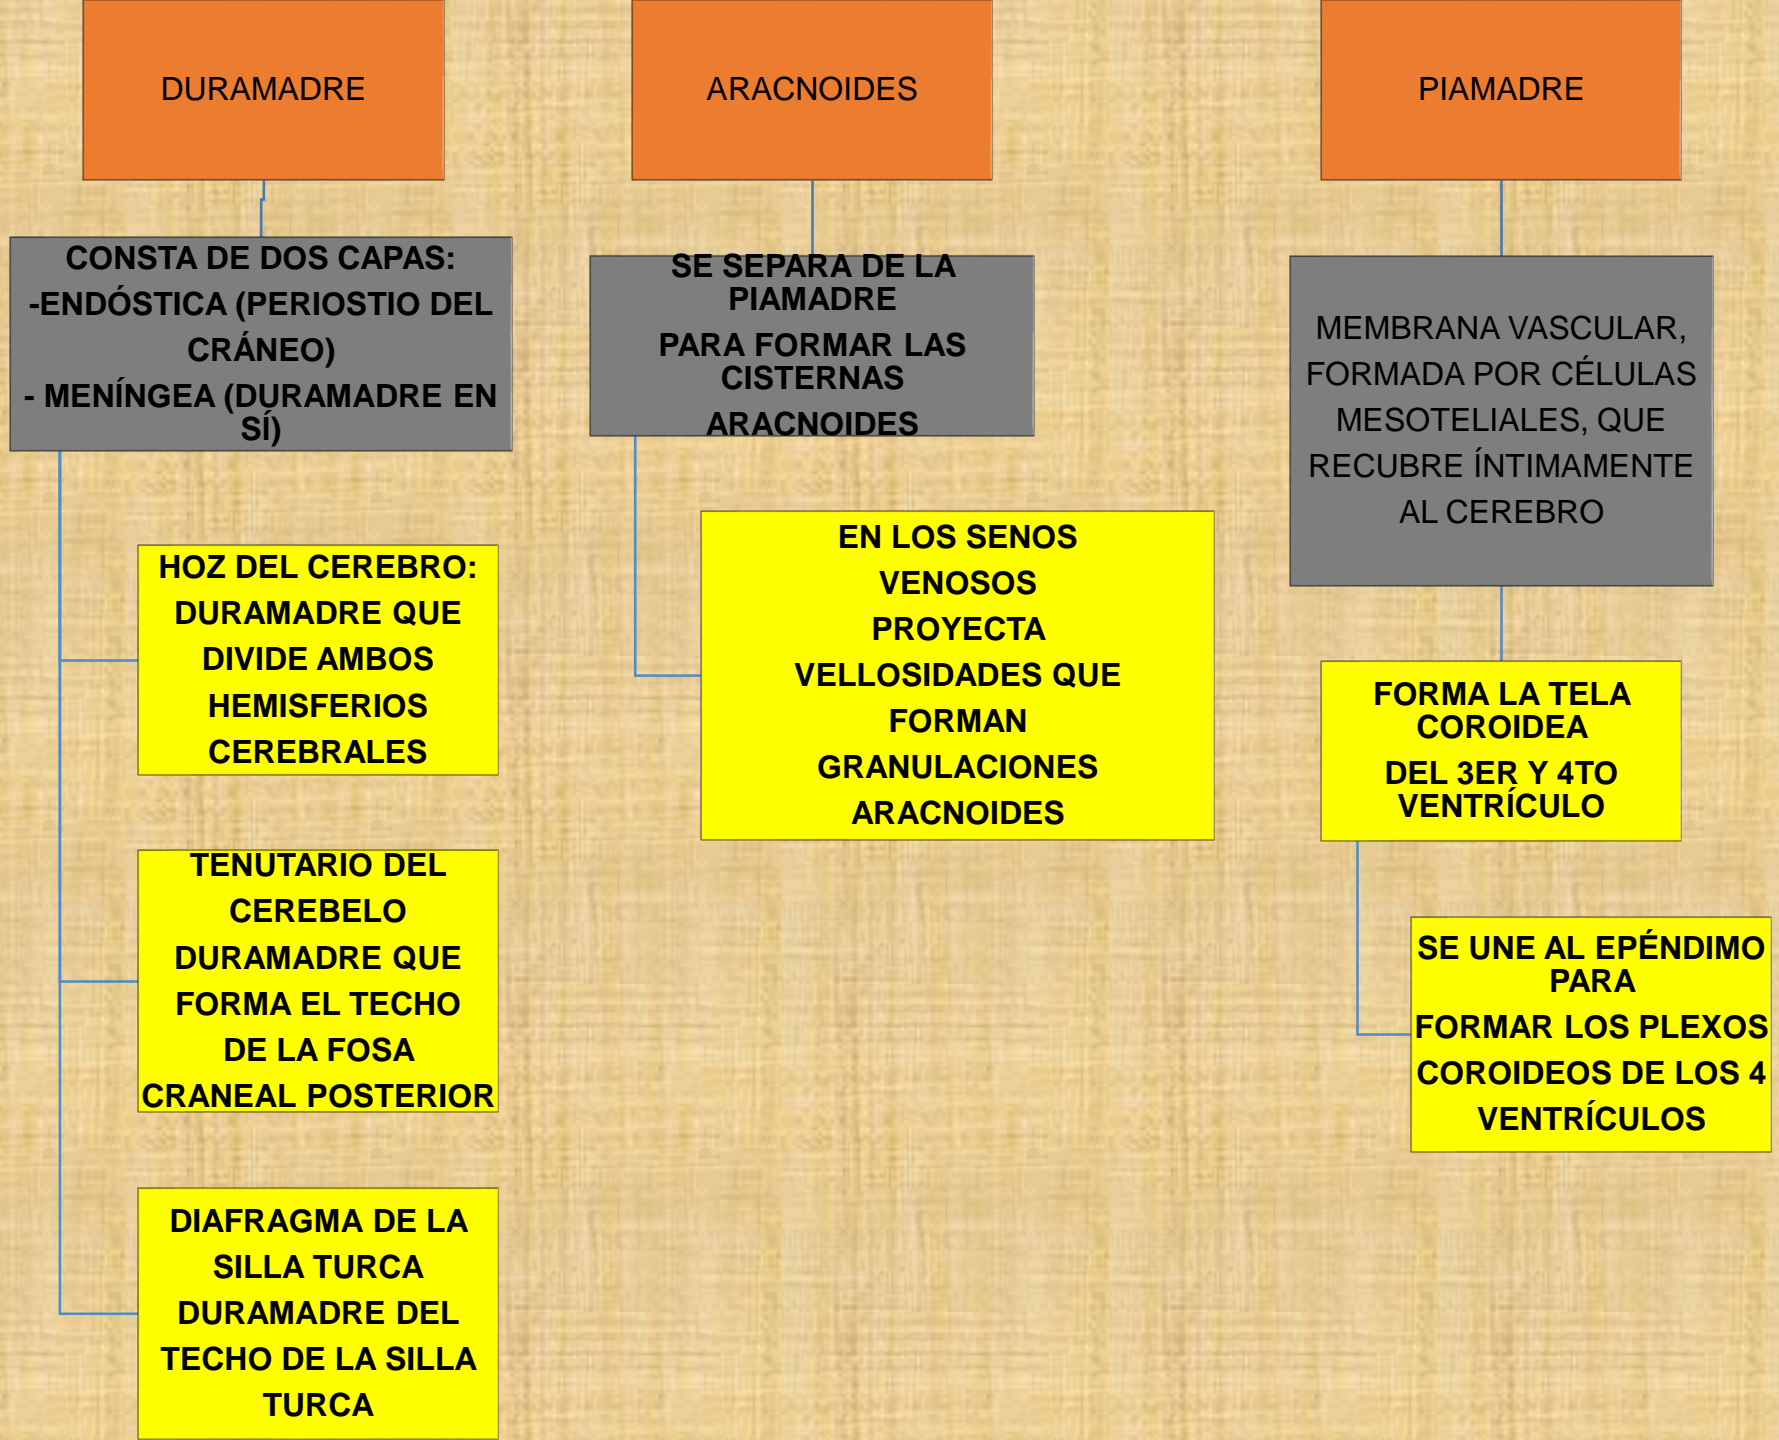 DURAMADRE
CONSTA DE DOS CAPAS:
-ENDÓSTICA (PERIOSTIO DEL
CRÁNEO)
- MENÍNGEA (DURAMADRE EN
SÍ)
HOZ DEL CEREBRO:
DURAMADRE QUE
DIVIDE AMBOS
HEMISFERIOS
CEREBRALES
TENUTARIO DEL
CEREBELO
DURAMADRE QUE
FORMA EL TECHO
DE LA FOSA
CRANEAL POSTERIOR
DIAFRAGMA DE LA
SILLA TURCA
DURAMADRE DEL
TECHO DE LA SILLA
TURCA
ARACNOIDES
SE SEPARA DE LA
PIAMADRE
PARA FORMAR LAS
CISTERNAS
ARACNOIDES
EN LOS SENOS
VENOSOS
PROYECTA
VELLOSIDADES QUE
FORMAN
GRANULACIONES
ARACNOIDES
PIAMADRE
MEMBRANA VASCULAR,
FORMADA POR CÉLULAS
MESOTELIALES, QUE
RECUBRE ÍNTIMAMENTE
AL CEREBRO
FORMA LA TELA
COROIDEA
DEL 3ER Y 4TO
VENTRÍCULO
SE UNE AL EPÉNDIMO
PARA
FORMAR LOS PLEXOS
COROIDEOS DE LOS 4
VENTRÍCULOS